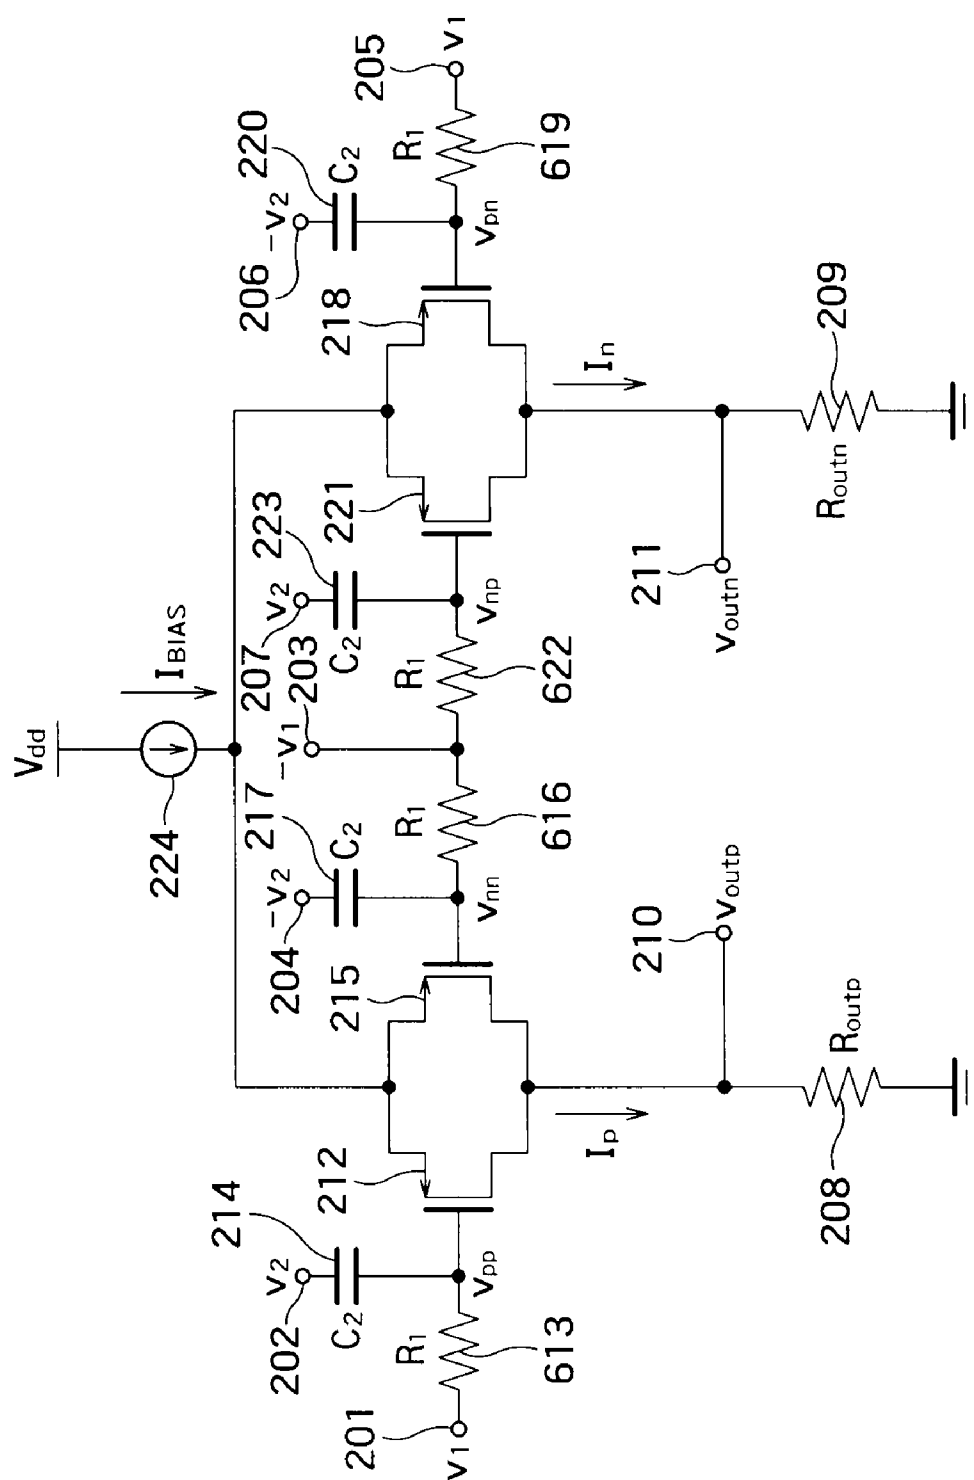 Vdd
224
IBIAS
v1
201
R1
613
v2
202
C2
214
vpp
212
215
-v2
204
217
C2
vnn
R1
616
-v1
203
R1
622
v2
207
223
C2
vnp
221
218
-v2
206
220
C2
vpn
R1
619
v1
205
Ip
In
210
voutp
Routp
208
211
voutn
Routn
209